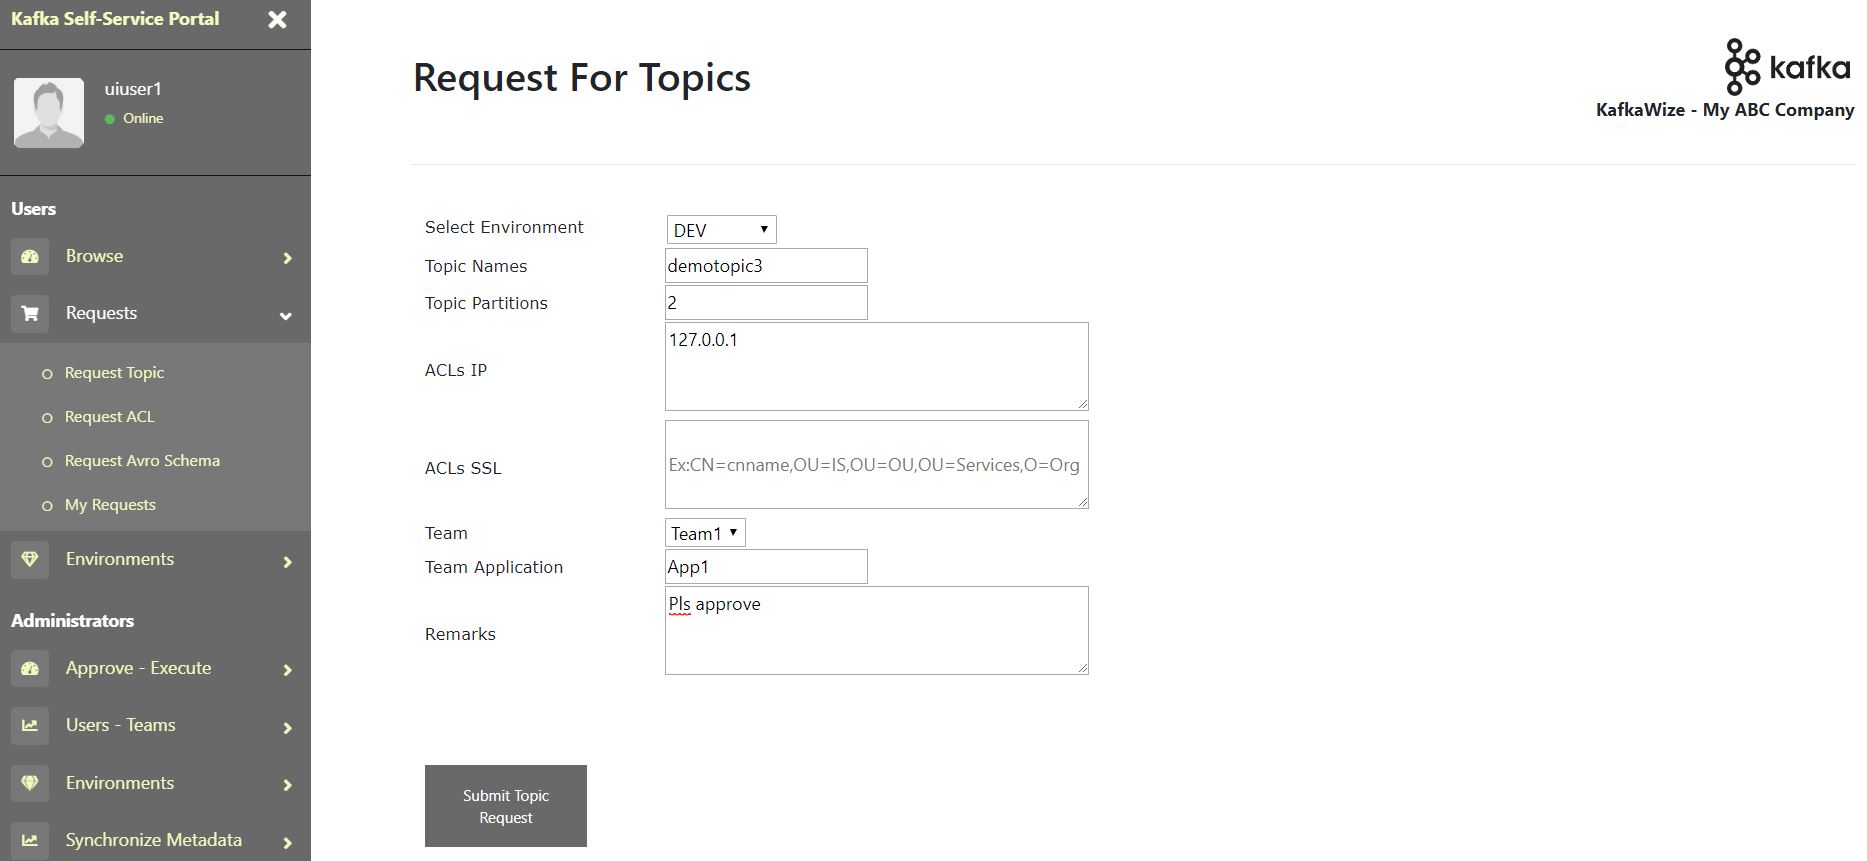 Kafka Self-Service Portal
uiuser1
Online
Users
Browse
Requests
Request Topic
Request ACL
Request Avro Schema
My Requests
Environments
Administrators
Approve - Execute
Users - Teams
Environments
Synchronize Metadata
Request For Topics
kafka
KafkaWize - My ABC Company
Select Environment DEV
Topic Names demotopic3
Topic Partitions 2
ACLs IP 127.0.0.1
ACLs SSL Ex:CN=cnname,OU=IS,OU=OU,OU=Services,O=Org
Team Team1
Team Application App1
Remarks Pls approve
Submit Topic
Request